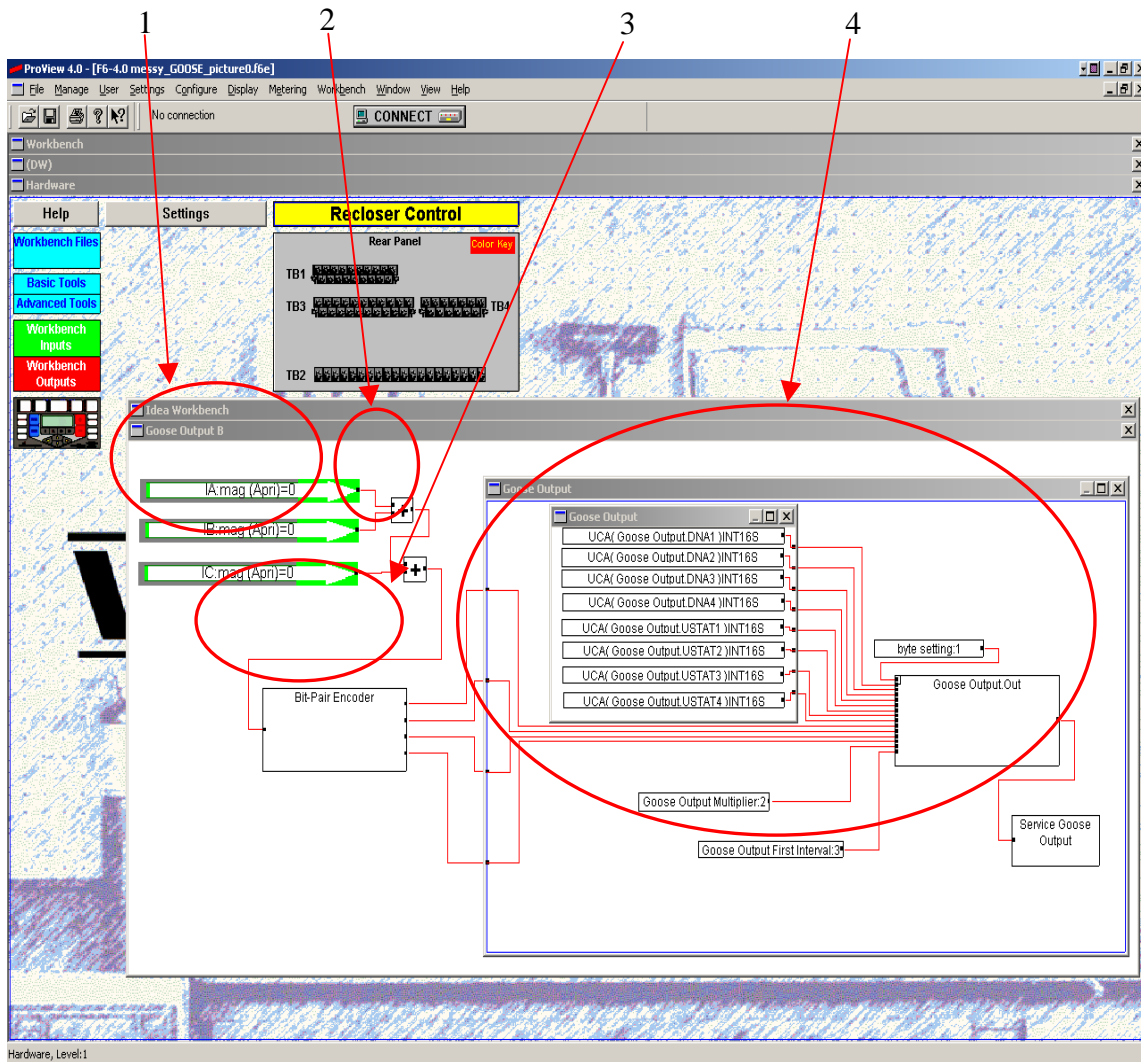 1 2 3 4
ProView 4.0 - [F6-4.0 messy_GOOSE_picture0.f6e]
File Manage User Settings Configure Display Metering Workbench Window View Help
No connection
CONNECT
Workbench
(DW)
Hardware
Help
Settings
Recloser Control
Workbench Files
Basic Tools
Advanced Tools
Workbench
Inputs
Workbench
Outputs
Rear Panel
Color Key
TB1
TB3
TB4
TB2
Idea Workbench
Goose Output B
IA:mag (Apri)=0
IB:mag (Apri)=0
IC:mag (Apri)=0
+
+
Bit-Pair Encoder
Goose Output
Goose Output
UCA( Goose Output.DNA1 )INT16S
UCA( Goose Output.DNA2 )INT16S
UCA( Goose Output.DNA3 )INT16S
UCA( Goose Output.DNA4 )INT16S
UCA( Goose Output.USTAT1 )INT16S
UCA( Goose Output.USTAT2 )INT16S
UCA( Goose Output.USTAT3 )INT16S
UCA( Goose Output.USTAT4 )INT16S
byte setting:1
Goose Output.Out
Goose Output Multiplier:2
Goose Output First Interval:3
Service Goose
Output
Hardware, Level:1